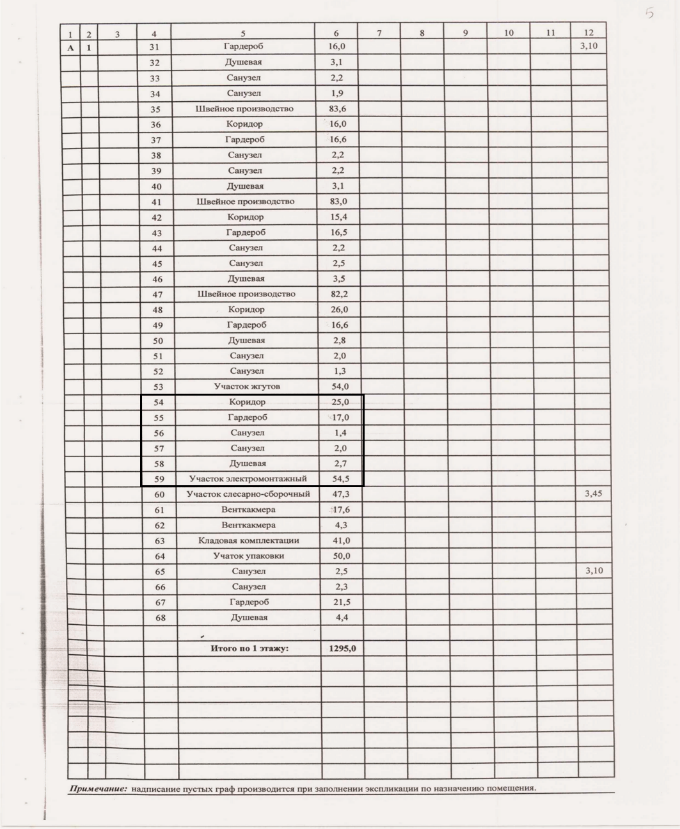 5
1 2 3 4 5 6 7 8 9 10 11 12
А 1 31 Гардероб 16,0 3,10
32 Душевая 3,1
33 Санузел 2,2
34 Санузел 1,9
35 Швейное производство 83,6
36 Коридор 16,0
37 Гардероб 16,6
38 Санузел 2,2
39 Санузел 2,2
40 Душевая 3,1
41 Швейное производство 83,0
42 Коридор 15,4
43 Гардероб 16,5
44 Санузел 2,2
45 Санузел 2,5
46 Душевая 3,5
47 Швейное производство 82,2
48 Коридор 26,0
49 Гардероб 16,6
50 Душевая 2,8
51 Санузел 2,0
52 Санузел 1,3
53 Участок жгутов 54,0
54 Коридор 25,0
55 Гардероб 17,0
56 Санузел 1,4
57 Санузел 2,0
58 Душевая 2,7
59 Участок электромонтажный 54,5
60 Участок слесарно-сборочный 47,3 3,45
61 Венткакмера 17,6
62 Венткакмера 4,3
63 Кладовая комплектации 41,0
64 Учаток упаковки 50,0
65 Санузел 2,5 3,10
66 Санузел 2,3
67 Гардероб 21,5
68 Душевая 4,4
Итого по 1 этажу: 1295,0
Примечание: надписание пустых граф производится при заполнении экспликации по назначению помещения.